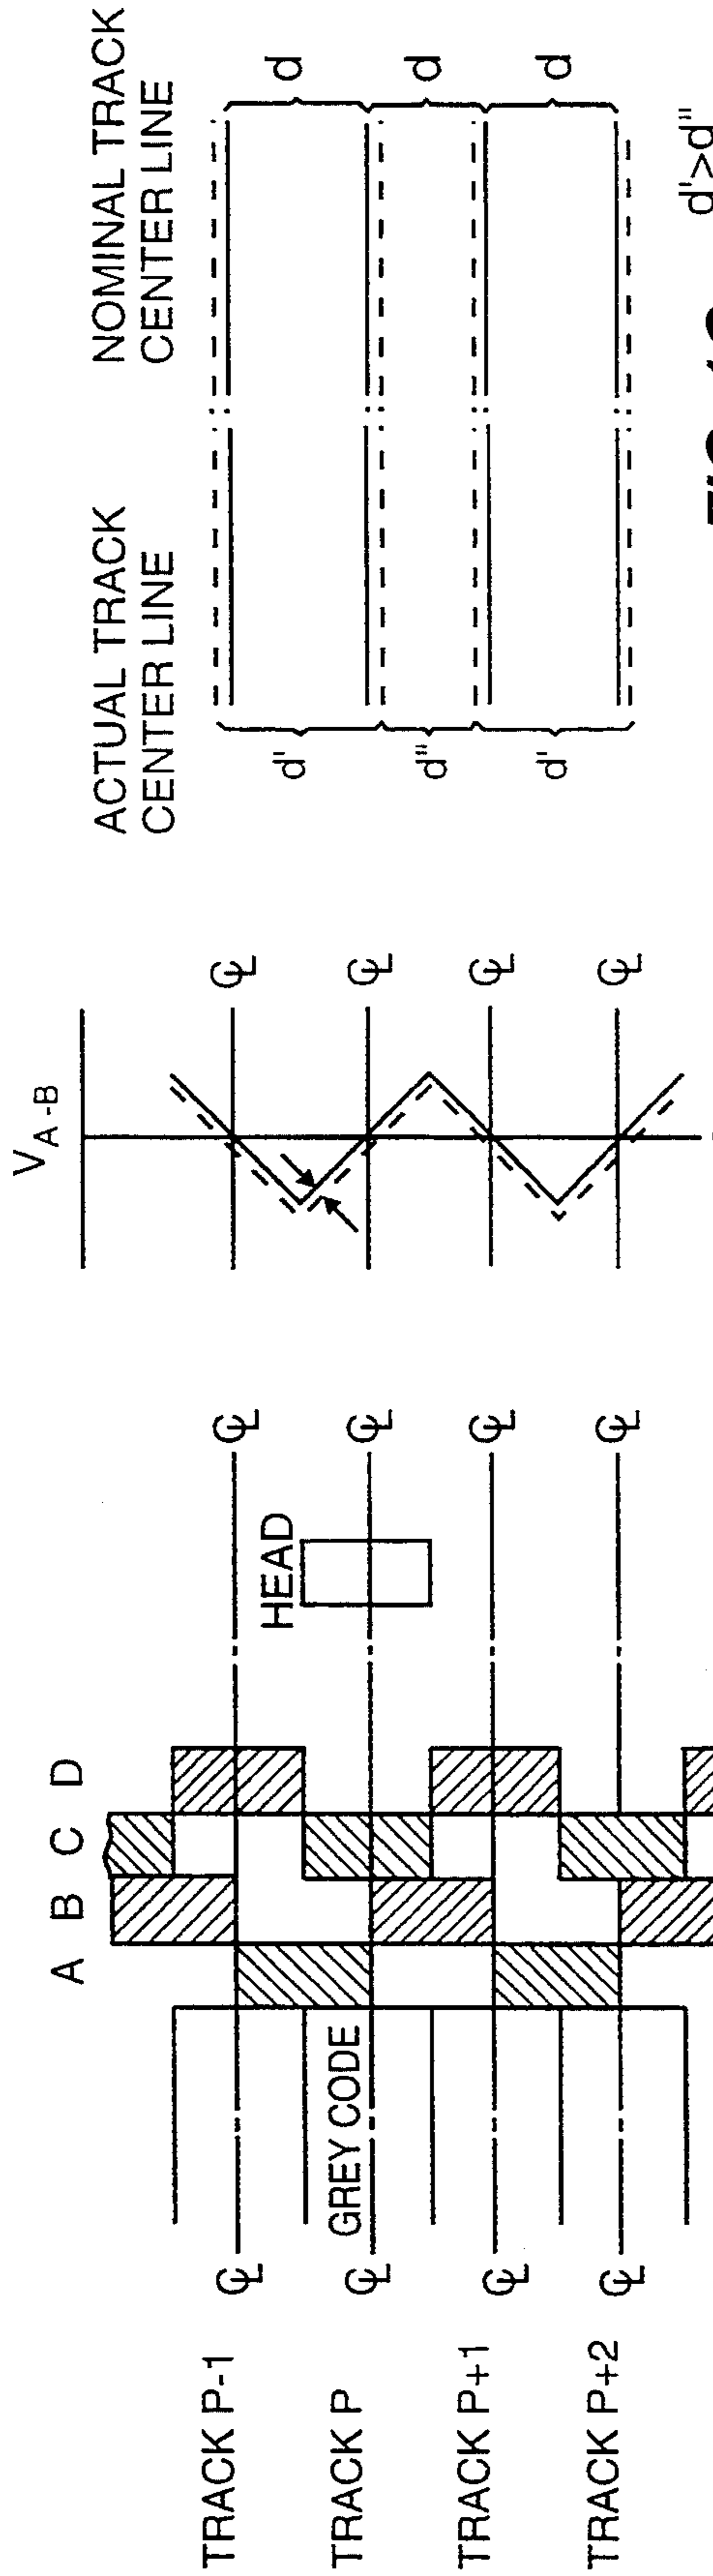 TRACK P-1
TRACK P
TRACK P+1
TRACK P+2
℄
℄
℄
℄
GREY CODE
A B C D
HEAD
℄
℄
℄
℄
V A-B
℄
℄
℄
℄
ACTUAL TRACK
CENTER LINE
NOMINAL TRACK
CENTER LINE
d'
d"
d'
d
d
d
d'>d"